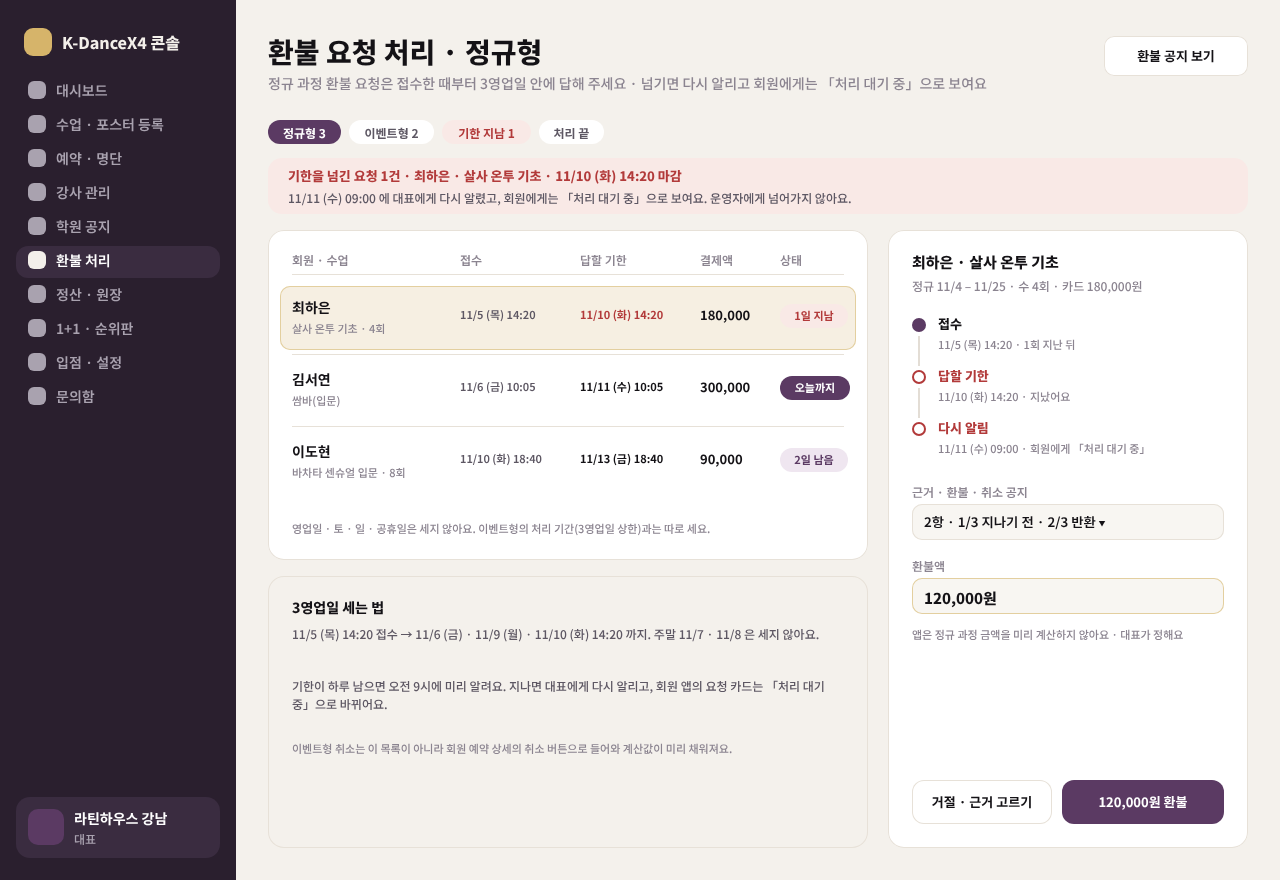 K-DanceX4 콘솔
대시보드
수업 · 포스터 등록
예약 · 명단
강사 관리
학원 공지
환불 처리
정산 · 원장
1+1 · 순위판
입점 · 설정
문의함
라틴하우스 강남
대표
환불 요청 처리 · 정규형
정규 과정 환불 요청은 접수한 때부터 3영업일 안에 답해 주세요 · 넘기면 다시 알리고 회원에게는 「처리 대기 중」으로 보여요
환불 공지 보기
정규형 3
이벤트형 2
기한 지남 1
처리 끝
기한을 넘긴 요청 1건 · 최하은 · 살사 온투 기초 · 11/10 (화) 14:20 마감
11/11 (수) 09:00 에 대표에게 다시 알렸고, 회원에게는 「처리 대기 중」으로 보여요. 운영자에게 넘어가지 않아요.
회원 · 수업 접수 답할 기한 결제액 상태
최하은
살사 온투 기초 · 4회
11/5 (목) 14:20
11/10 (화) 14:20
180,000
1일 지남
김서연
쌈바(입문)
11/6 (금) 10:05
11/11 (수) 10:05
300,000
오늘까지
이도현
바차타 센슈얼 입문 · 8회
11/10 (화) 18:40
11/13 (금) 18:40
90,000
2일 남음
영업일 · 토 · 일 · 공휴일은 세지 않아요. 이벤트형의 처리 기간(3영업일 상한)과는 따로 세요.
3영업일 세는 법
11/5 (목) 14:20 접수 → 11/6 (금) · 11/9 (월) · 11/10 (화) 14:20 까지. 주말 11/7 · 11/8 은 세지 않아요.
기한이 하루 남으면 오전 9시에 미리 알려요. 지나면 대표에게 다시 알리고, 회원 앱의 요청 카드는 「처리 대기
중」으로 바뀌어요.
이벤트형 취소는 이 목록이 아니라 회원 예약 상세의 취소 버튼으로 들어와 계산값이 미리 채워져요.
최하은 · 살사 온투 기초
정규 11/4 – 11/25 · 수 4회 · 카드 180,000원
접수
11/5 (목) 14:20 · 1회 지난 뒤
답할 기한
11/10 (화) 14:20 · 지났어요
다시 알림
11/11 (수) 09:00 · 회원에게 「처리 대기 중」
근거 · 환불 · 취소 공지
2항 · 1/3 지나기 전 · 2/3 반환 ▾
환불액
120,000원
앱은 정규 과정 금액을 미리 계산하지 않아요 · 대표가 정해요
거절 · 근거 고르기
120,000원 환불